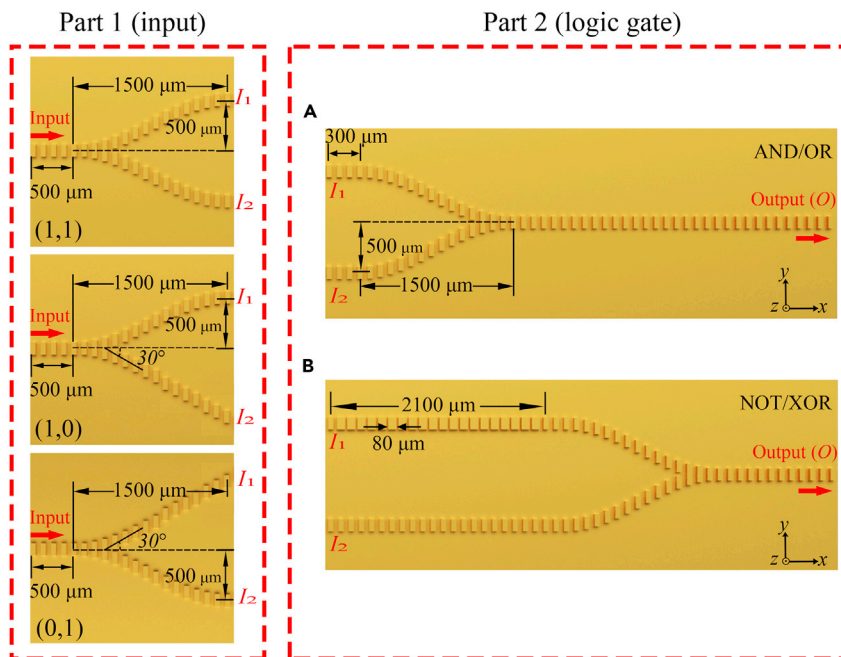 Part 1 (input)
Part 2 (logic gate)
1500 μm
I1
Input
500 μm
500 μm
I2
(1,1)
1500 μm
I1
Input
500 μm
30°
500 μm
I2
(1,0)
1500 μm
I1
Input
30°
500 μm
500 μm
I2
(0,1)
A
300 μm
AND/OR
I1
Output (O)
500 μm
I2
1500 μm
y
z
x
B
2100 μm
NOT/XOR
I1
80 μm
Output (O)
I2
y
z
x